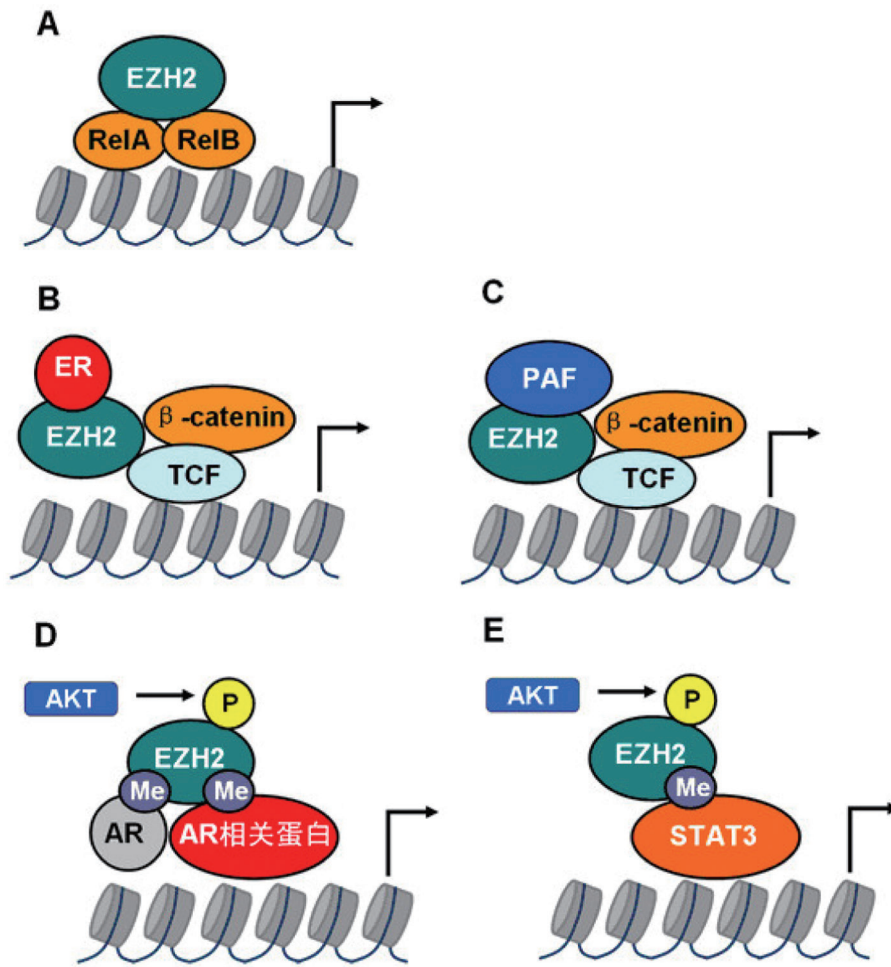 A
EZH2
RelA
RelB
B
ER
EZH2
β-catenin
TCF
C
PAF
EZH2
β-catenin
TCF
D
AKT
P
EZH2
Me
Me
AR
AR相关蛋白
E
AKT
P
EZH2
Me
STAT3